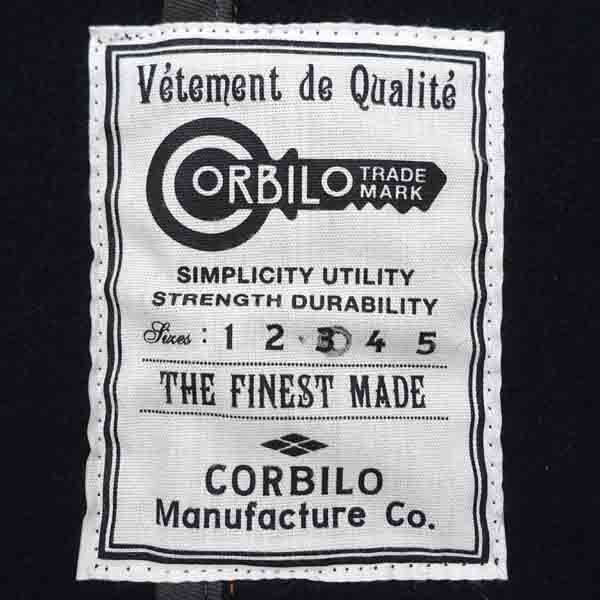 Vêtement de Qualité
CORBILO TRADE
MARK
SIMPLICITY UTILITY
STRENGTH DURABILITY
Sizes : 1 2 3 4 5
THE FINEST MADE
CORBILO
Manufacture Co.